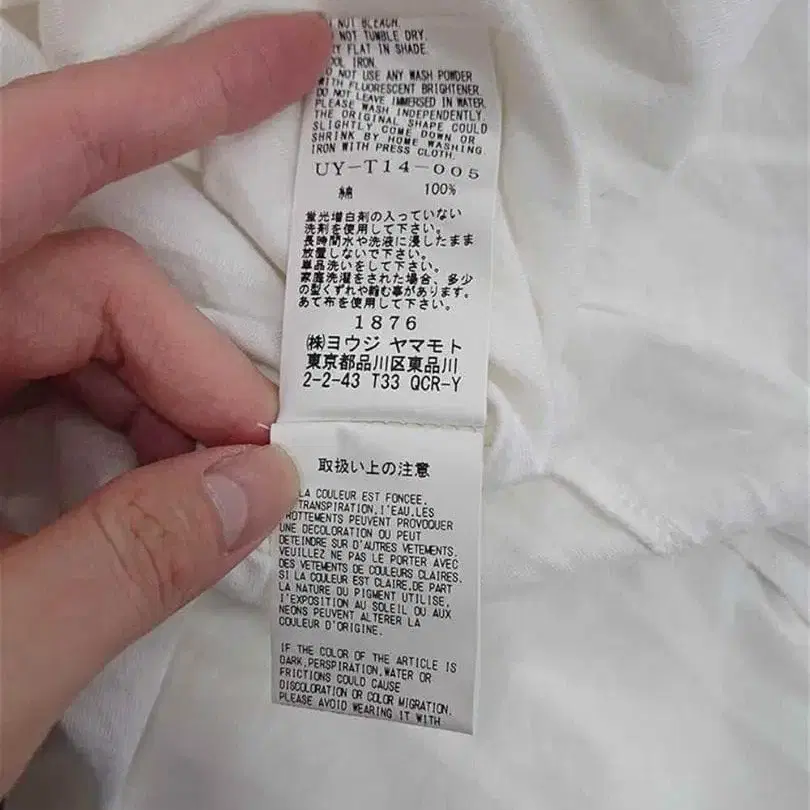 NOT BLEACH.
NOT TUMBLE DRY.
FLAT IN SHADE.
IRON.
NOT USE ANY WASH POWDER
WITH FLUORESCENT BRIGHTENER.
DO NOT LEAVE IMMERSED IN WATER.
PLEASE WASH INDEPENDENTLY.
THE ORIGINAL SHAPE COULD
SLIGHTLY COME DOWN OR
SHRINK BY HOME WASHING
IRON WITH PRESS CLOTH.
UY-T14-005
綿 100%
蛍光増白剤の入っていない
洗剤を使用して下さい。
長時間水や洗液に浸したまま
放置しないで下さい。
単品洗いをして下さい。
家庭洗濯をされた場合、多少
の型くずれや縮む事があります。
あて布を使用して下さい。
1876
㈱ヨウジ ヤマモト
東京都品川区東品川
2-2-43 T33 QCR-Y
取扱い上の注意
LA COULEUR EST FONCEE,
TRANSPIRATION,L'EAU,LES
FROTTEMENTS PEUVENT PROVOQUER
UNE DECOLORATION OU PEUT
DETEINDRE SUR D'AUTRES VETEMENTS.
VEUILLEZ NE PAS LE PORTER AVEC
DES VETEMENTS DE COULEURS CLAIRES.
SI LA COULEUR EST CLAIRE,DE PART
LA NATURE DU PIGMENT UTILISE,
L'EXPOSITION AU SOLEIL OU AUX
NEONS PEUVENT ALTERER LA
COULEUR D'ORIGINE.
IF THE COLOR OF THE ARTICLE IS
DARK,PERSPIRATION,WATER OR
FRICTIONS COULD CAUSE
DISCOLORATION OR COLOR MIGRATION.
PLEASE AVOID WEARING IT WITH